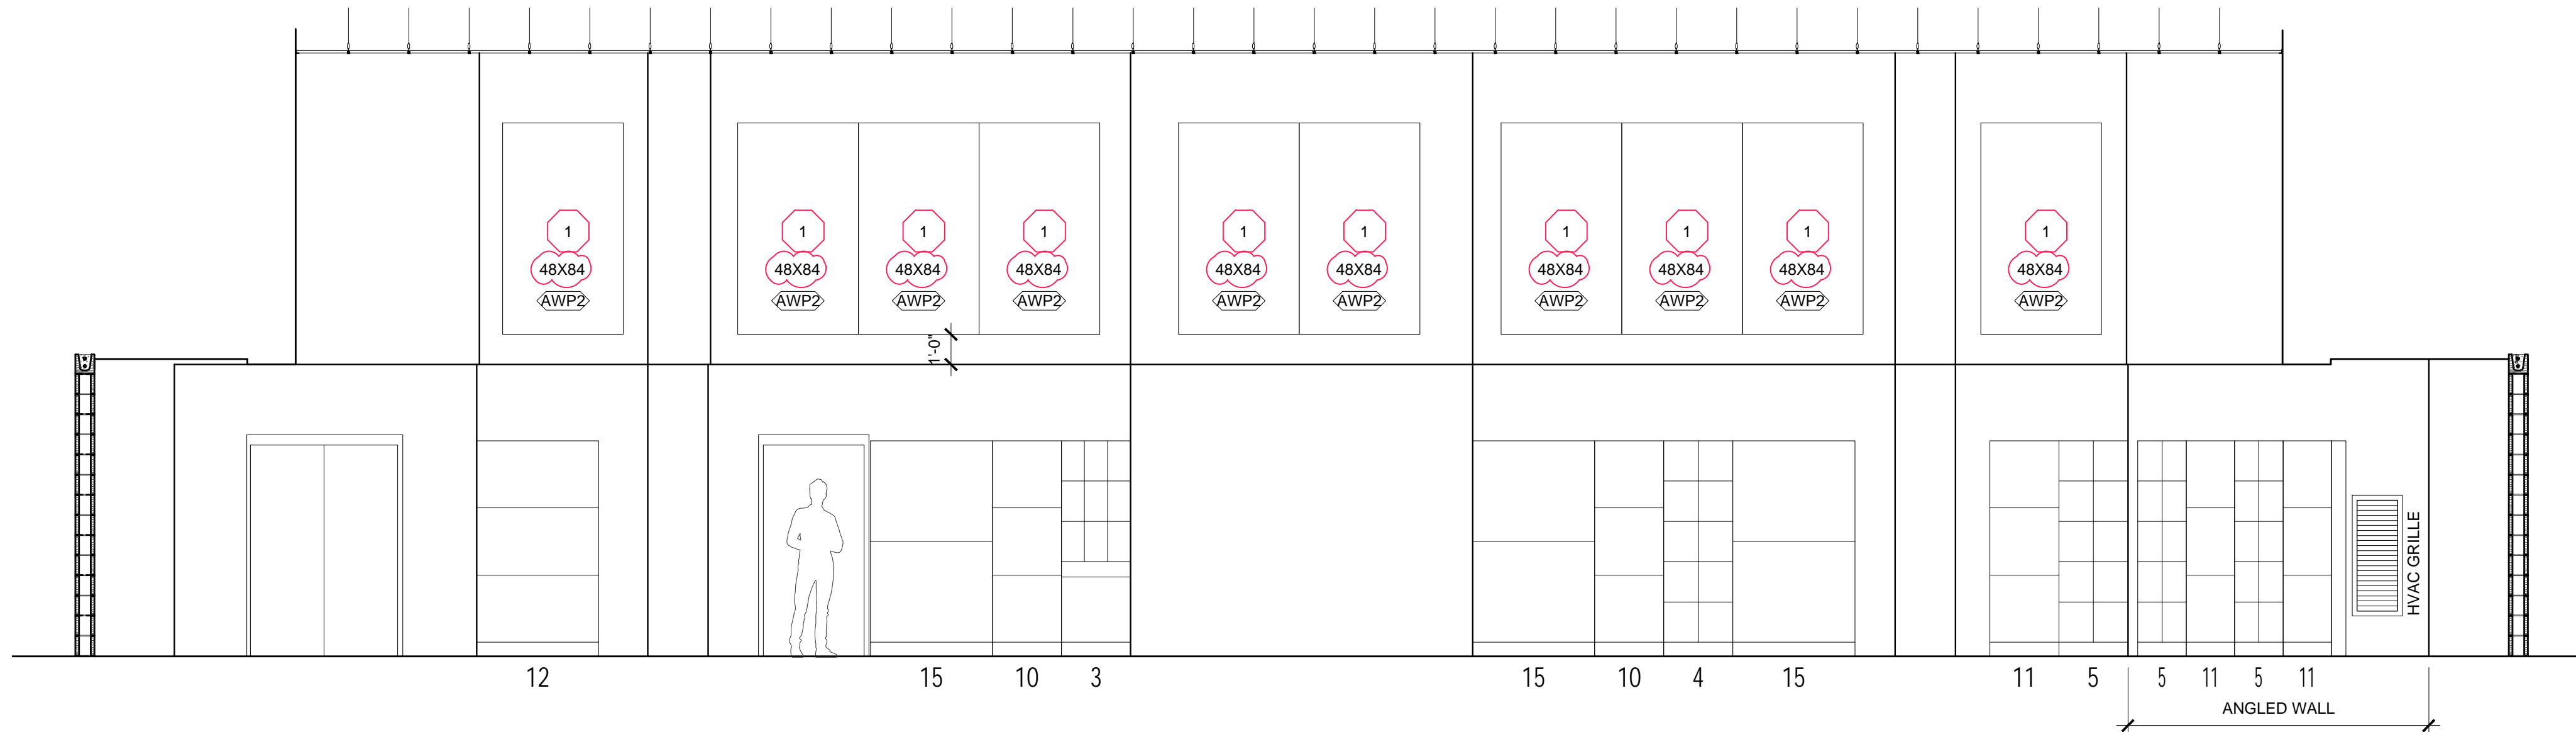 1 1 1 1 1 1 1 1 1 1
48X84 48X84 48X84 48X84 48X84 48X84 48X84 48X84 48X84 48X84
AWP2 AWP2 AWP2 AWP2 AWP2 AWP2 AWP2 AWP2 AWP2 AWP2
1'-0"
HVAC GRILLE
12 15 10 3 15 10 4 15 11 5 5 11 5 11
ANGLED WALL